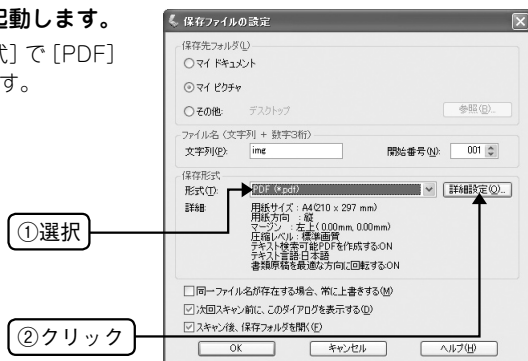 起動します。
式] で [PDF]
す。
保存ファイルの設定
保存先フォルダ(L)
マイ ドキュメント
マイ ピクチャ
その他: デスクトップ 参照(B)...
ファイル名 (文字列 + 数字3桁)
文字列(P): img 開始番号(N): 001
保存形式
形式(T): PDF (*.pdf) 詳細設定(O)...
詳細: 用紙サイズ : A4(210 x 297 mm)
用紙方向 : 縦
マージン : 左上( 0.00mm, 0.00mm)
圧縮レベル : 標準画質
テキスト検索可能PDFを作成する:ON
テキスト言語:日本語
書類原稿を最適な方向に回転する:ON
①選択
同一ファイル名が存在する場合、常に上書きする(M)
次回スキャン前に、このダイアログを表示する(D)
スキャン後、保存フォルダを開く(F)
②クリック
OK キャンセル ヘルプ(H)